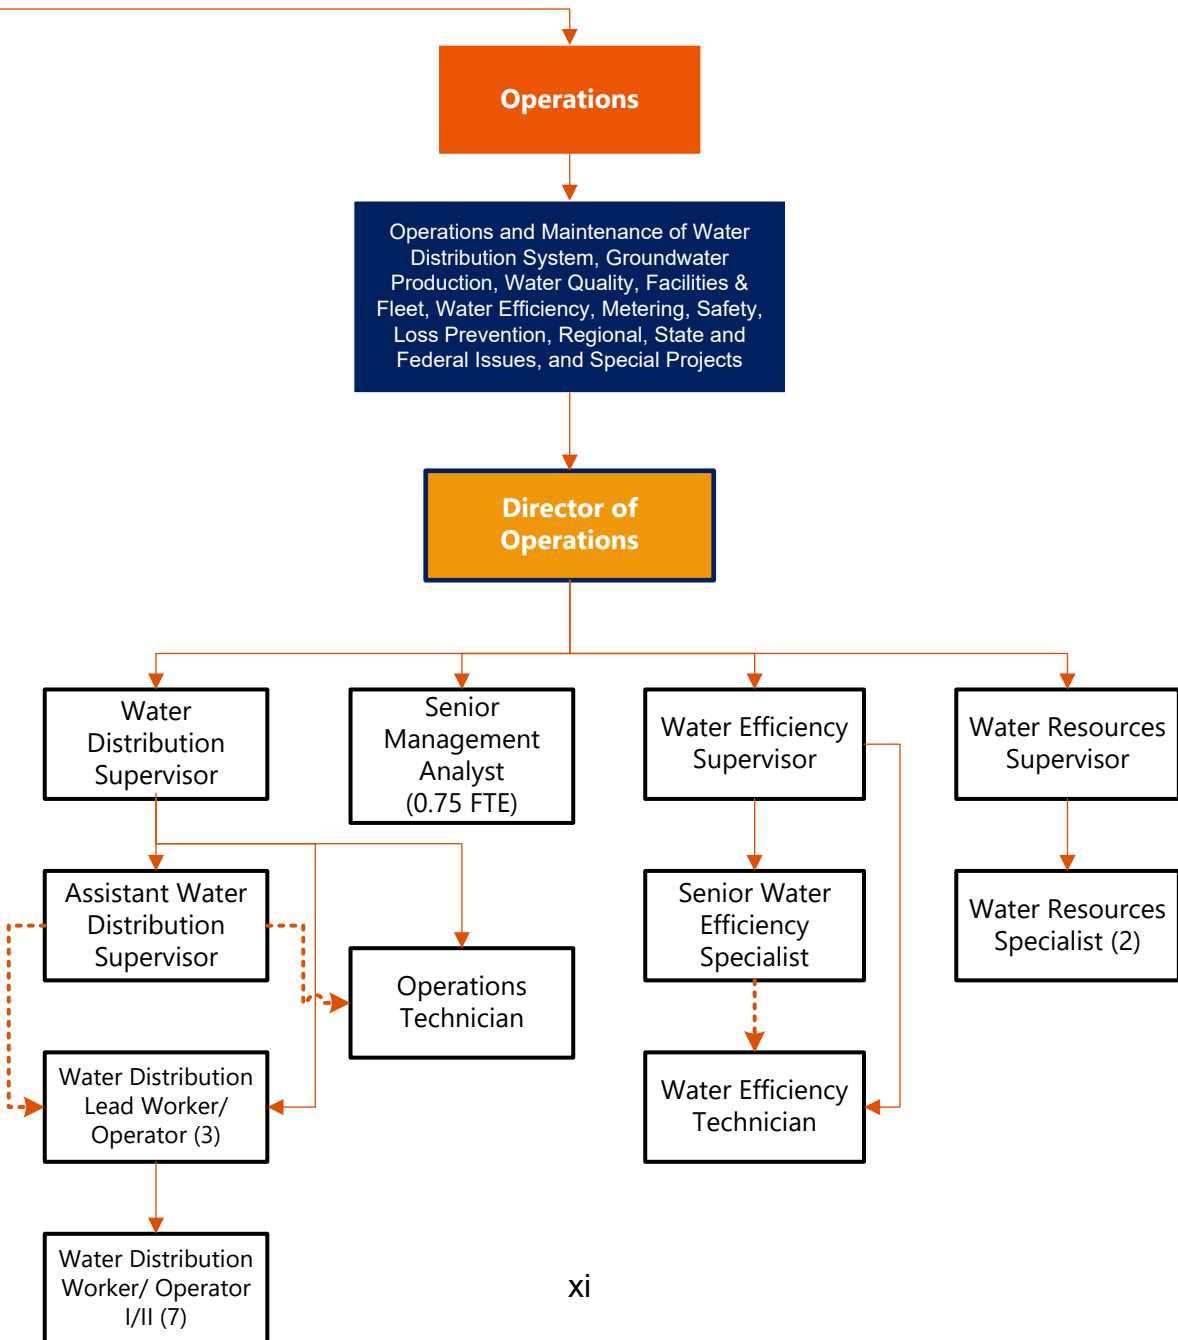 Operations
Operations and Maintenance of Water
Distribution System, Groundwater
Production, Water Quality, Facilities &
Fleet, Water Efficiency, Metering, Safety,
Loss Prevention, Regional, State and
Federal Issues, and Special Projects
Director of
Operations
Water
Distribution
Supervisor
Senior
Management
Analyst
(0.75 FTE)
Water Efficiency
Supervisor
Water Resources
Supervisor
Assistant Water
Distribution
Supervisor
Operations
Technician
Senior Water
Efficiency
Specialist
Water Resources
Specialist (2)
Water Distribution
Lead Worker/
Operator (3)
Water Efficiency
Technician
Water Distribution
Worker/ Operator
I/II (7)
xi